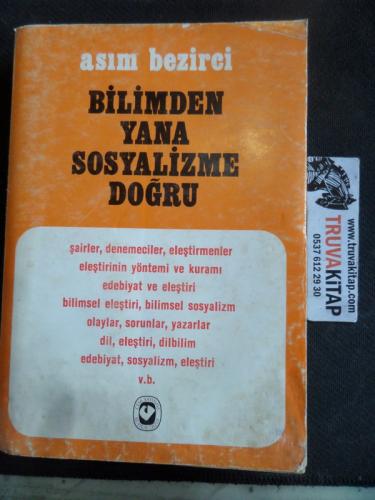 asım bezirci
BİLİMDEN
YANA
SOSYALİZME
DOĞRU
şairler, denemeciler, eleştirmenler
eleştirinin yöntemi ve kuramı
edebiyat ve eleştiri
bilimsel eleştiri, bilimsel sosyalizm
olaylar, sorunlar, yazarlar
dil, eleştiri, dilbilim
edebiyat, sosyalizm, eleştiri
v.b.
www.truvakitap.com
TRUVAKİTAP
0537 612 29 30